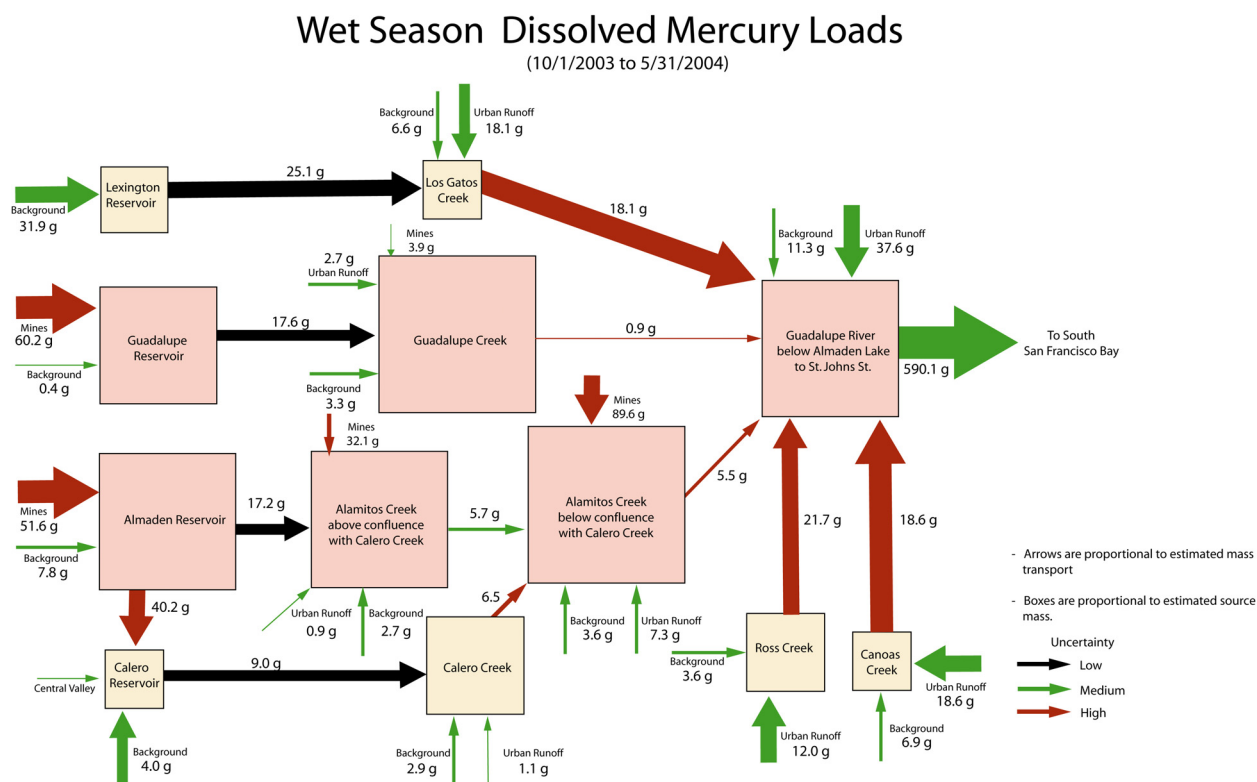 Wet Season  Dissolved Mercury Loads
(10/1/2003 to 5/31/2004)
Background
6.6 g
Urban Runoff
18.1 g
Lexington
Reservoir
25.1 g
Los Gatos
Creek
18.1 g
Background
31.9 g
Mines
3.9 g
2.7 g
Urban Runoff
Background
11.3 g
Urban Runoff
37.6 g
Mines
60.2 g
Guadalupe
Reservoir
17.6 g
Guadalupe Creek
0.9 g
Guadalupe River
below Almaden Lake
to St. Johns St.
590.1 g
To South
San Francisco Bay
Background
0.4 g
Background
3.3 g
Mines
32.1 g
Mines
89.6 g
Mines
51.6 g
Almaden Reservoir
17.2 g
Alamitos Creek
above confluence
with Calero Creek
5.7 g
Alamitos Creek
below confluence
with Calero Creek
5.5 g
21.7 g
18.6 g
Background
7.8 g
40.2 g
Urban Runoff
0.9 g
Background
2.7 g
6.5
Background
3.6 g
Urban Runoff
7.3 g
Central Valley
Calero
Reservoir
9.0 g
Calero Creek
Background
3.6 g
Ross Creek
Canoas
Creek
Urban Runoff
18.6 g
Background
4.0 g
Background
2.9 g
Urban Runoff
1.1 g
Urban Runoff
12.0 g
Background
6.9 g
- Arrows are proportional to estimated mass
transport
- Boxes are proportional to estimated source
mass.
Uncertainty
Low
Medium
High